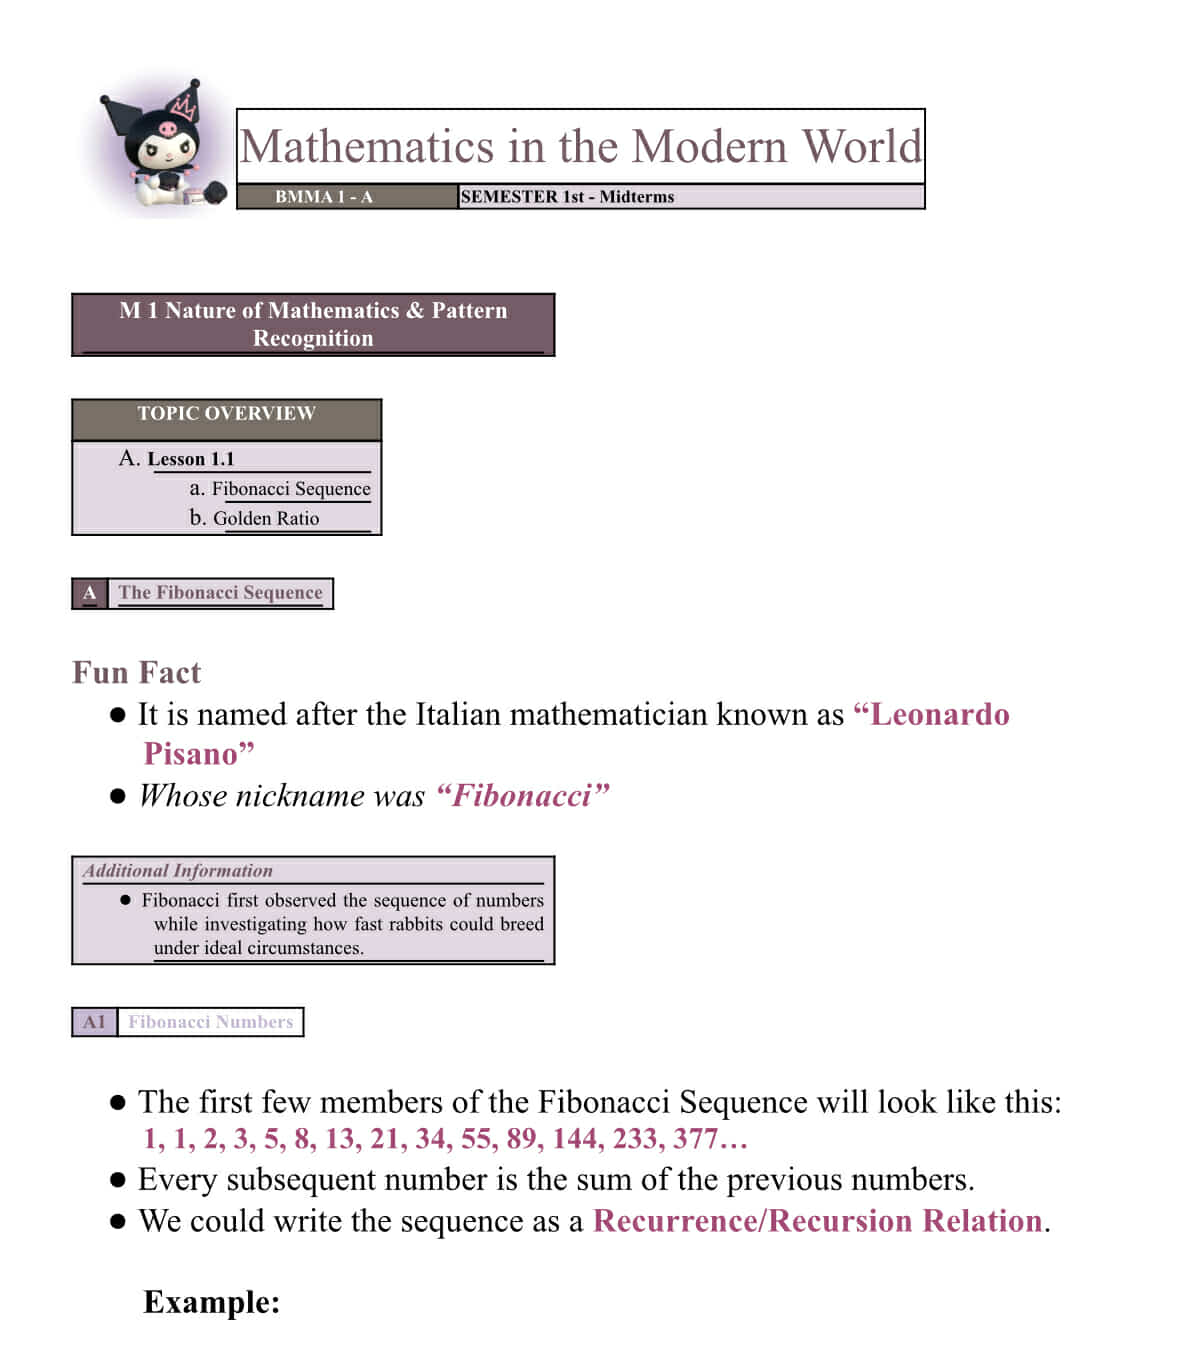 Mathematics in the Modern World
BMMA 1 - A SEMESTER 1st - Midterms
M 1 Nature of Mathematics & Pattern
Recognition
TOPIC OVERVIEW
A. Lesson 1.1
a. Fibonacci Sequence
b. Golden Ratio
A The Fibonacci Sequence
Fun Fact
● It is named after the Italian mathematician known as “Leonardo
Pisano”
● Whose nickname was “Fibonacci”
Additional Information
● Fibonacci first observed the sequence of numbers
while investigating how fast rabbits could breed
under ideal circumstances.
A1 Fibonacci Numbers
● The first few members of the Fibonacci Sequence will look like this:
1, 1, 2, 3, 5, 8, 13, 21, 34, 55, 89, 144, 233, 377…
● Every subsequent number is the sum of the previous numbers.
● We could write the sequence as a Recurrence/Recursion Relation.
Example: